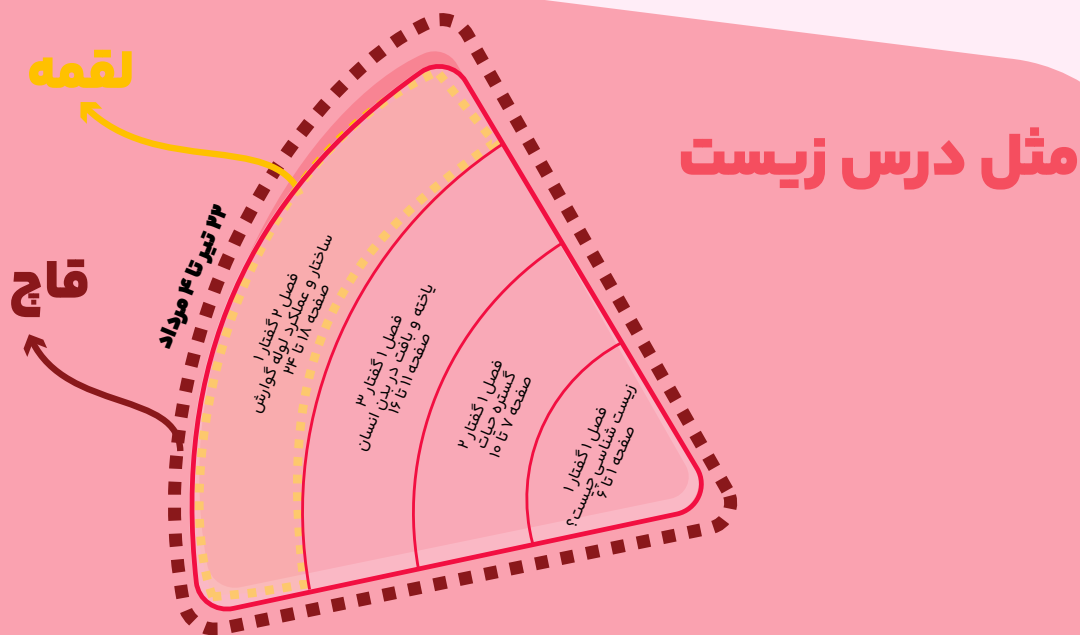 مثل درس زیست
لقمه
قاچ
۲۳ تیر تا ۴ مرداد
فصل ۲ گفتار ۱
ساختار و عملکرد لوله گوارش
صفحه ۱۸ تا ۲۴
فصل ۱ گفتار ۳
یاخته و بافت در بدن انسان
صفحه ۱۱ تا ۱۶
فصل ۱ گفتار ۲
گستره حیات
صفحه ۷ تا ۱۰
فصل ۱ گفتار ۱
زیست شناسی چیست؟
صفحه ۱ تا ۶